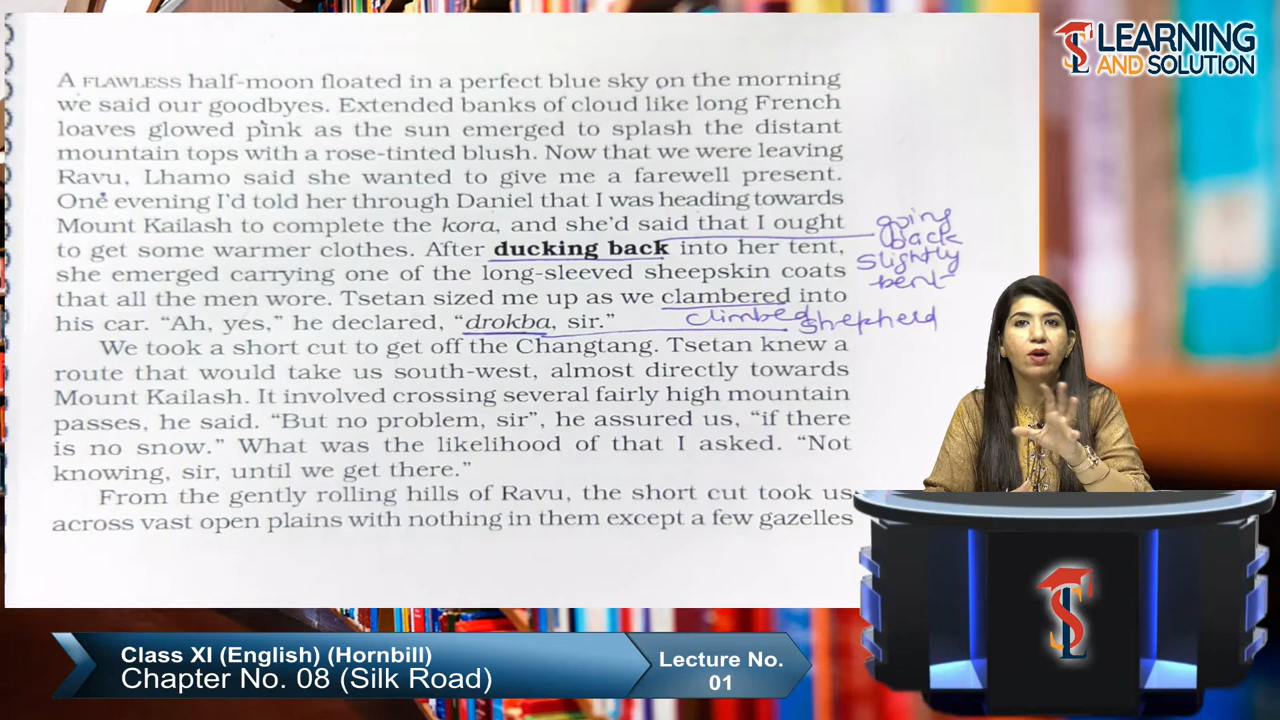 A FLAWLESS half-moon floated in a perfect blue sky on the morning
we said our goodbyes. Extended banks of cloud like long French
loaves glowed pink as the sun emerged to splash the distant
mountain tops with a rose-tinted blush. Now that we were leaving
Ravu, Lhamo said she wanted to give me a farewell present.
One evening I'd told her through Daniel that I was heading towards
Mount Kailash to complete the kora, and she'd said that I ought
to get some warmer clothes. After ducking back into her tent,
she emerged carrying one of the long-sleeved sheepskin coats
that all the men wore. Tsetan sized me up as we clambered into
his car. “Ah, yes,” he declared, “drokba, sir.”
going
back
slightly
bent
climbed
shepherd
We took a short cut to get off the Changtang. Tsetan knew a
route that would take us south-west, almost directly towards
Mount Kailash. It involved crossing several fairly high mountain
passes, he said. “But no problem, sir”, he assured us, “if there
is no snow.” What was the likelihood of that I asked. “Not
knowing, sir, until we get there.”
From the gently rolling hills of Ravu, the short cut took us
across vast open plains with nothing in them except a few gazelles
SL LEARNING
AND SOLUTION
SL
Class XI (English) (Hornbill)
Chapter No. 08 (Silk Road)
Lecture No.
01